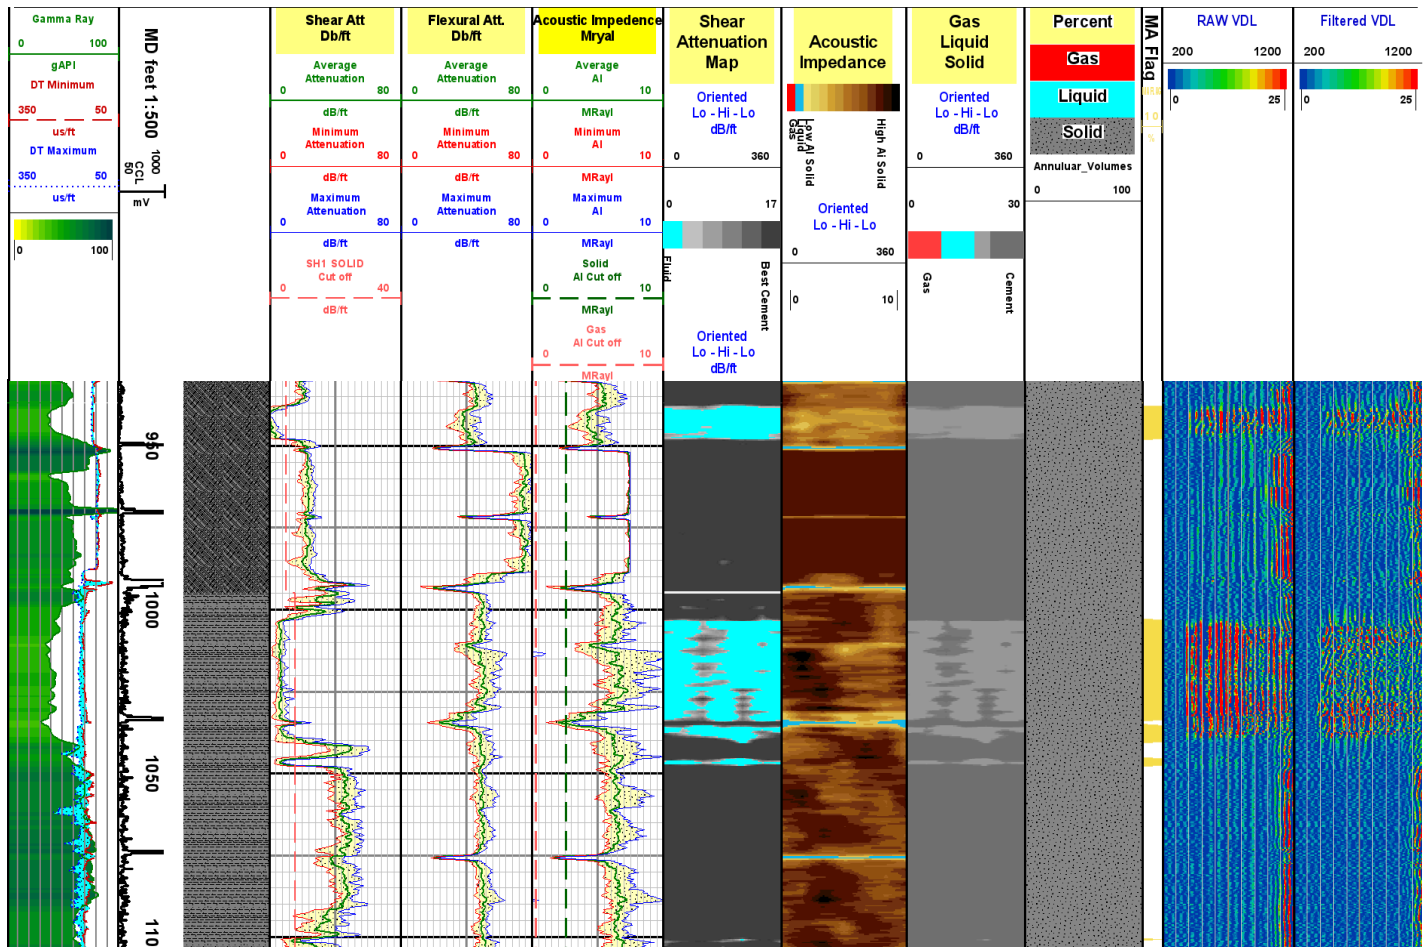 Gamma Ray
0 100
gAPI
DT Minimum
350 50
us/ft
DT Maximum
350 50
us/ft
0 100
MD feet 1:500
1000
CCL
50
mV
Shear Att
Db/ft
Average
Attenuation
0 80
dB/ft
Minimum
Attenuation
0 80
dB/ft
Maximum
Attenuation
0 80
dB/ft
SH1 SOLID
Cut off
0 40
dB/ft
Flexural Att.
Db/ft
Average
Attenuation
0 80
dB/ft
Minimum
Attenuation
0 80
dB/ft
Maximum
Attenuation
0 80
dB/ft
Acoustic Impedence
Mryal
Average
AI
0 10
MRayl
Minimum
AI
0 10
MRayl
Maximum
AI
0 10
MRayl
Solid
AI Cut off
0 10
MRayl
Gas
AI Cut off
0 10
MRayl
Shear
Attenuation
Map
Oriented
Lo - Hi - Lo
dB/ft
0 360
0 17
Fluid
Best Cement
Oriented
Lo - Hi - Lo
dB/ft
Acoustic
Impedance
Gas
Liquid
Low AI Solid
High Ai Solid
Oriented
Lo - Hi - Lo
0 360
0 10
Gas
Liquid
Solid
Oriented
Lo - Hi - Lo
dB/ft
0 360
0 30
Gas
Cement
Percent
Gas
Liquid
Solid
Annuluar_Volumes
0 100
MA Flag
%
RAW VDL
200 1200
0 25
Filtered VDL
200 1200
0 25
950
1000
1050
110